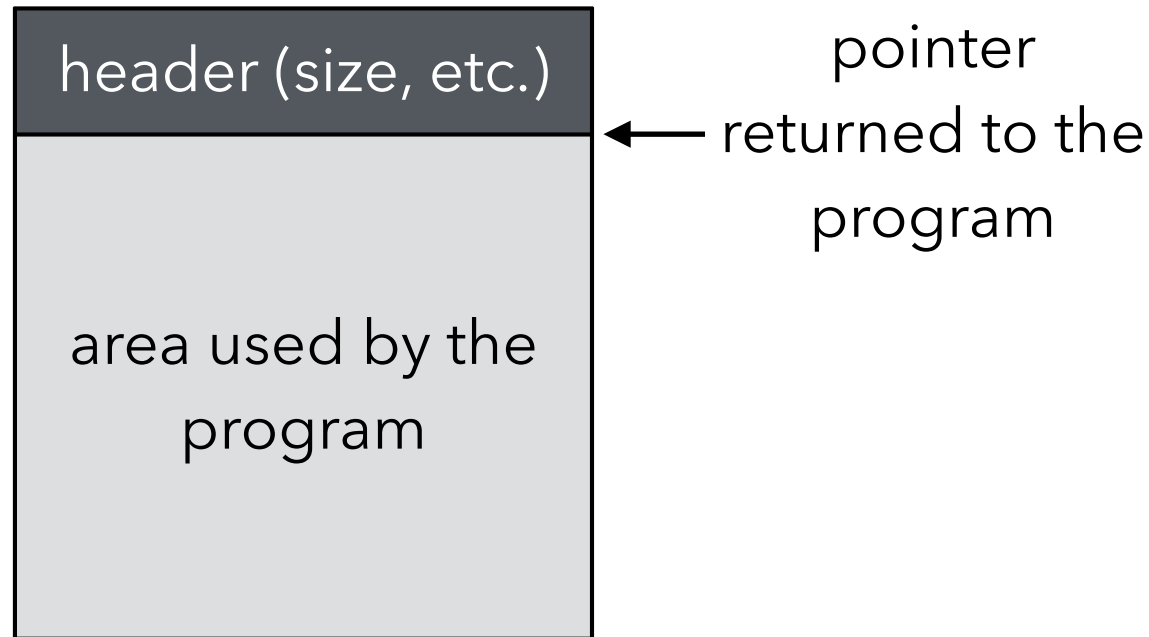 header (size, etc.)
pointer
returned to the
program
area used by the
program